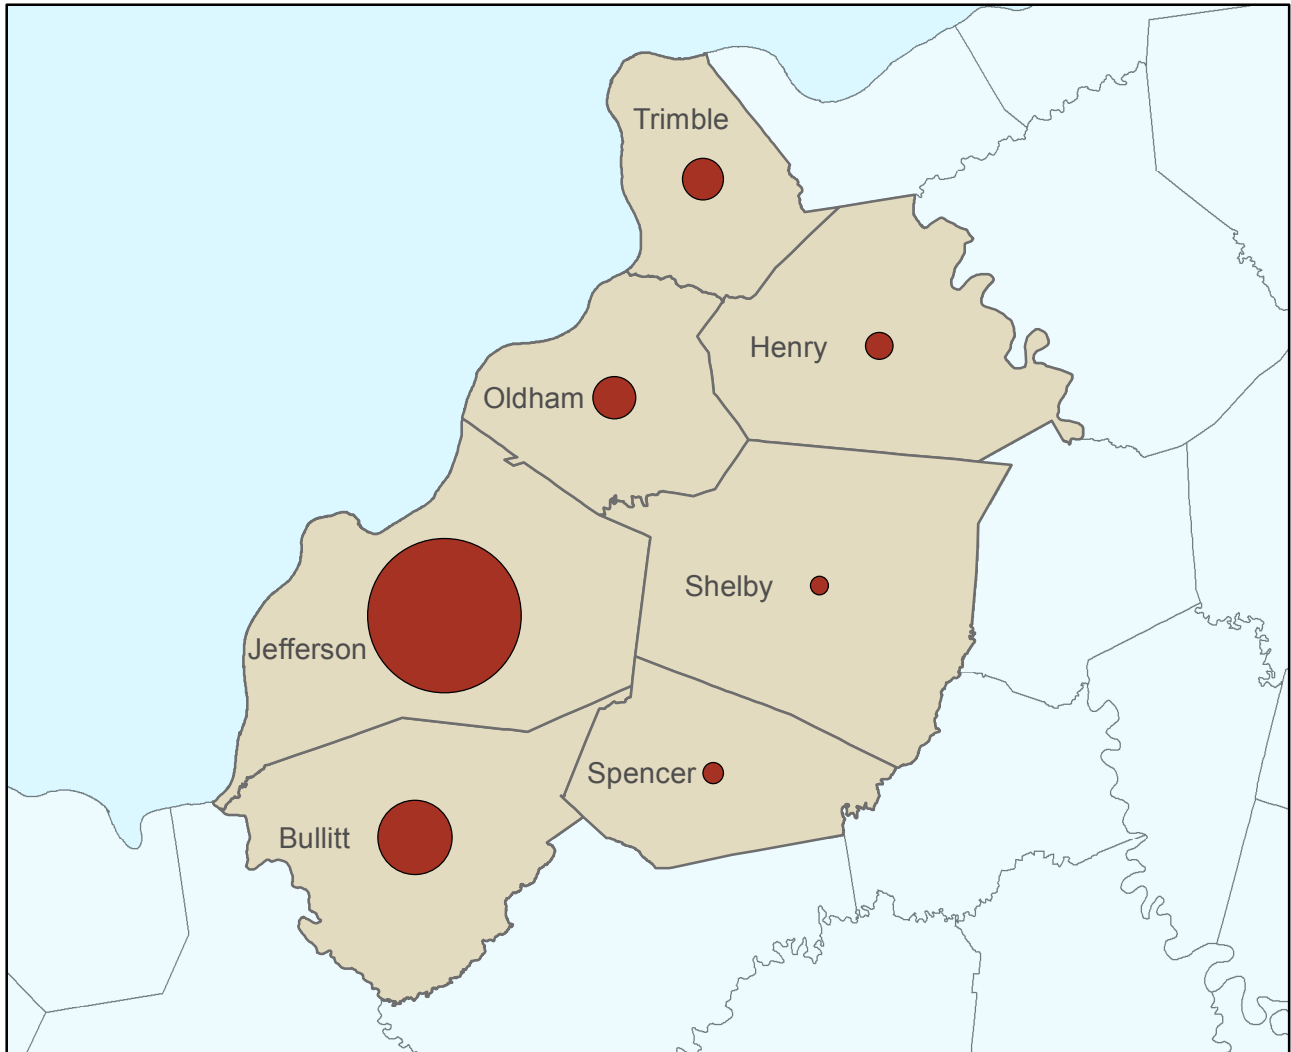 Trimble
Henry
Oldham
Shelby
Jefferson
Spencer
Bullitt